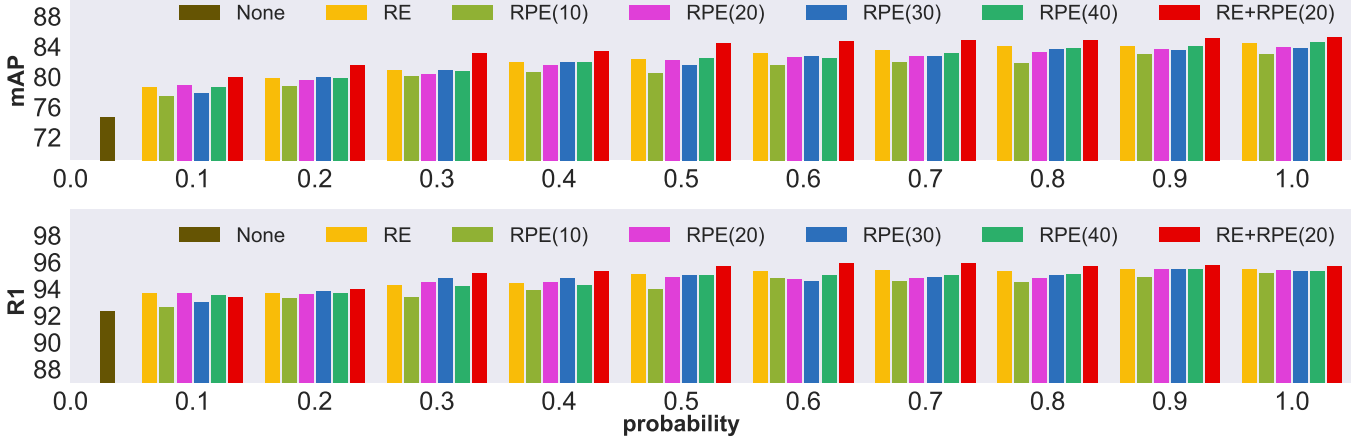 88
None RE RPE(10) RPE(20) RPE(30) RPE(40) RE+RPE(20)
84
80
76
72
mAP
0.0 0.1 0.2 0.3 0.4 0.5 0.6 0.7 0.8 0.9 1.0
98
None RE RPE(10) RPE(20) RPE(30) RPE(40) RE+RPE(20)
96
94
92
90
88
R1
0.0 0.1 0.2 0.3 0.4 0.5 0.6 0.7 0.8 0.9 1.0
probability